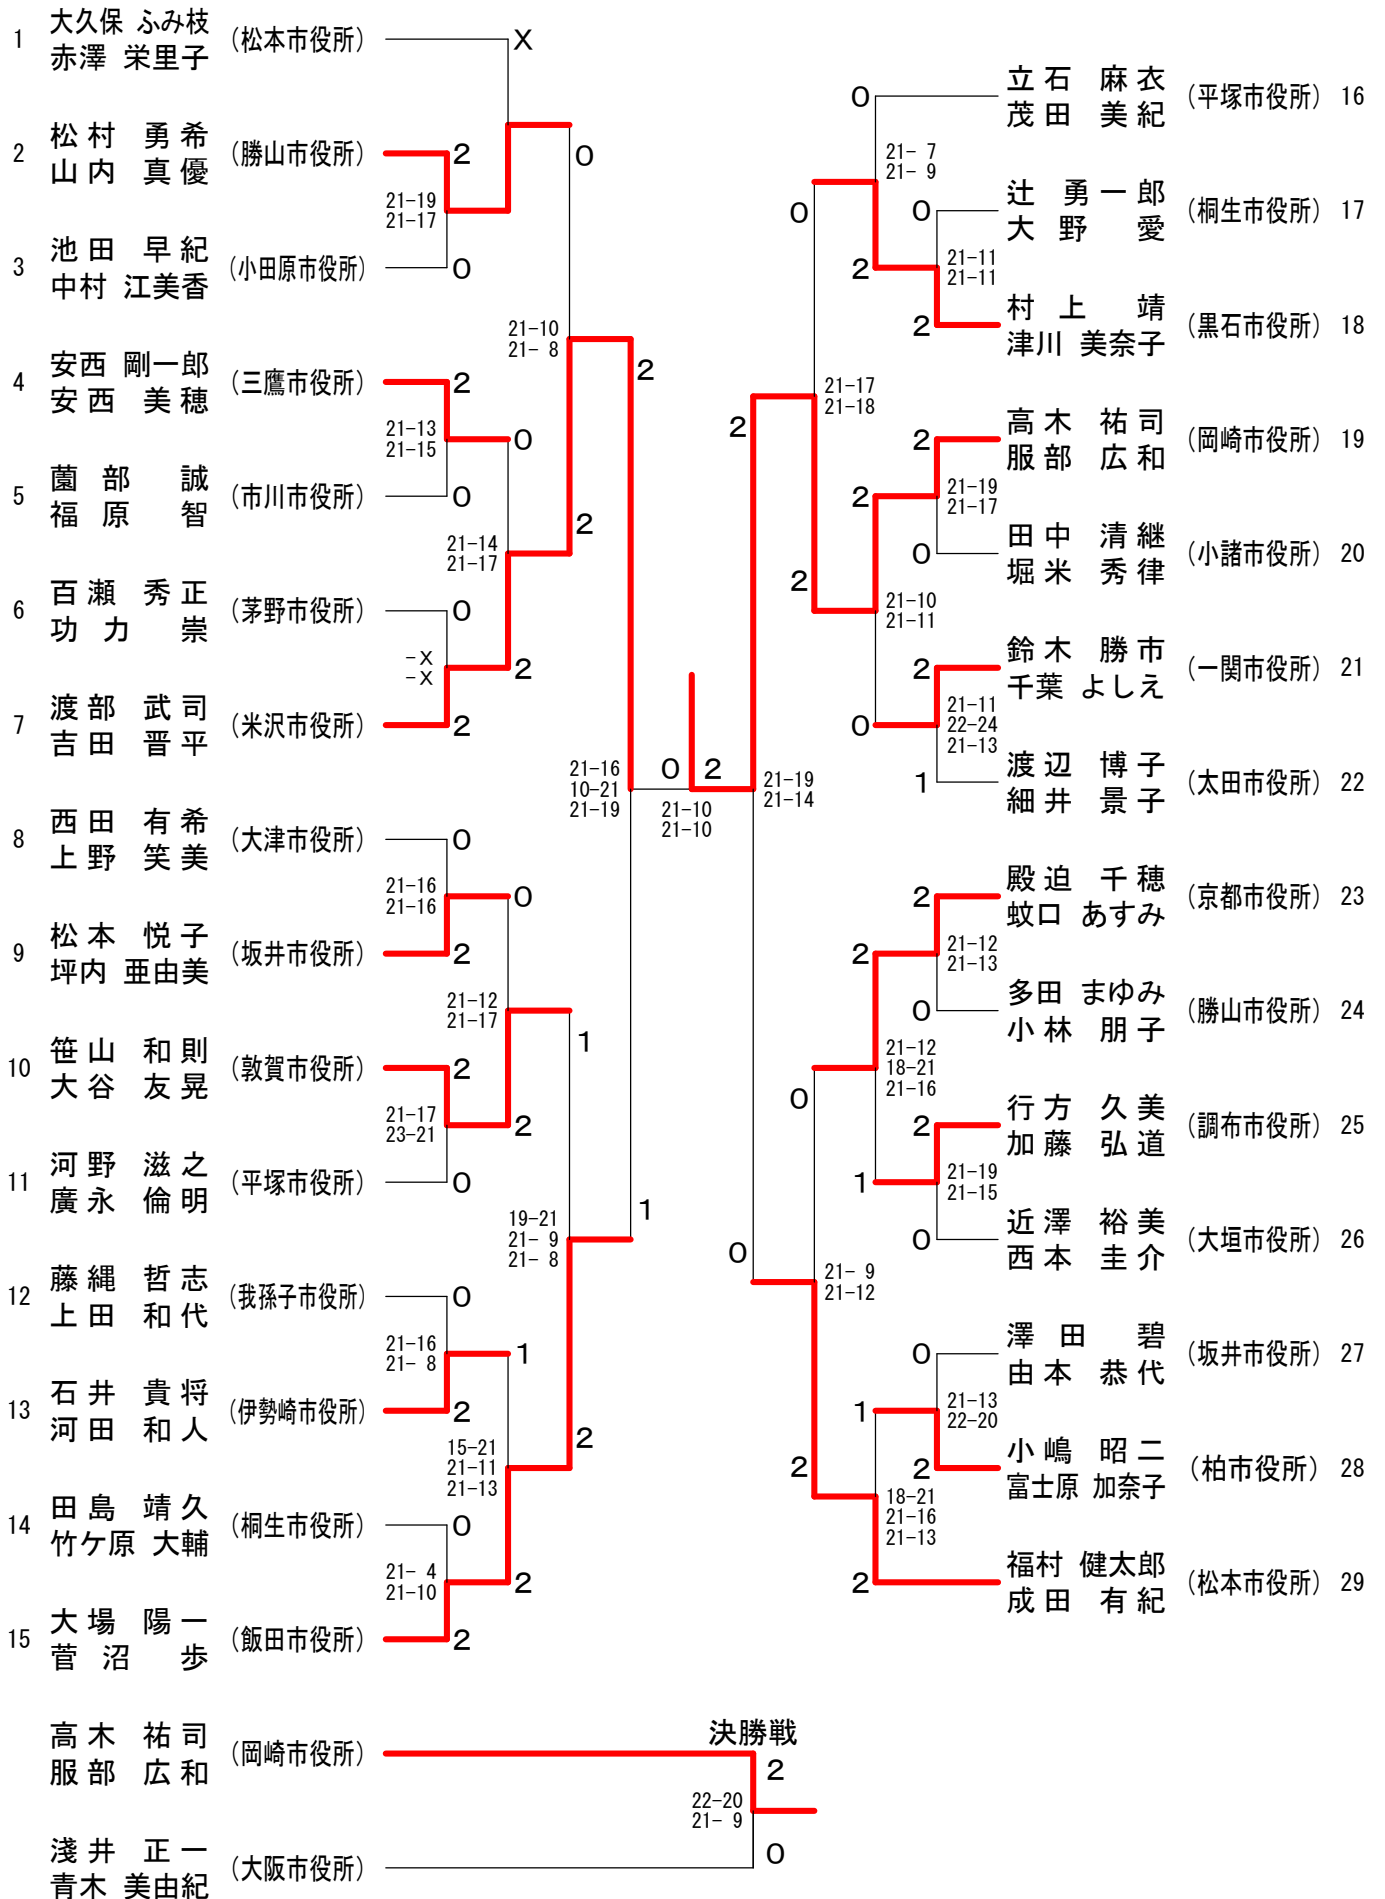 1 大久保 ふみ枝 (松本市役所) X
赤澤 栄里子
2 松村 勇希 (勝山市役所) 2
山内 真優
21-19
21-17
0
3 池田 早紀 (小田原市役所) 0
中村 江美香
21-10
21- 8
2
4 安西 剛一郎 (三鷹市役所) 2
安西 美穂
21-13
21-15
0
5 薗部 誠 (市川市役所) 0
福原 智
21-14
21-17
2
6 百瀬 秀正 (茅野市役所) 0
功力 崇
-X
-X
2
7 渡部 武司 (米沢市役所) 2
吉田 晋平
21-16
10-21
21-19
0 2
21-10
21-10
8 西田 有希 (大津市役所) 0
上野 笑美
21-16
21-16
0
9 松本 悦子 (坂井市役所) 2
坪内 亜由美
21-12
21-17
1
10 笹山 和則 (敦賀市役所) 2
大谷 友晃
21-17
23-21
2
11 河野 滋之 (平塚市役所) 0
廣永 倫明
19-21
21- 9
21- 8
1
12 藤縄 哲志 (我孫子市役所) 0
上田 和代
21-16
21- 8
1
13 石井 貴将 (伊勢崎市役所) 2
河田 和人
15-21
21-11
21-13
2
14 田島 靖久 (桐生市役所) 0
竹ケ原 大輔
21- 4
21-10
2
15 大場 陽一 (飯田市役所) 2
菅沼 歩
0 立石 麻衣 (平塚市役所) 16
茂田 美紀
21- 7
21- 9
0
0 辻 勇一郎 (桐生市役所) 17
大野 愛
2
21-11
21-11
2 村上 靖 (黒石市役所) 18
津川 美奈子
2
21-17
21-18
2 高木 祐司 (岡崎市役所) 19
服部 広和
2
21-19
21-17
0 田中 清継 (小諸市役所) 20
堀米 秀律
2
21-10
21-11
2 鈴木 勝市 (一関市役所) 21
千葉 よしえ
0
21-11
22-24
21-13
1 渡辺 博子 (太田市役所) 22
細井 景子
21-19
21-14
2 殿迫 千穂 (京都市役所) 23
蚊口 あすみ
2
21-12
21-13
0 多田 まゆみ (勝山市役所) 24
小林 朋子
0
21-12
18-21
21-16
2 行方 久美 (調布市役所) 25
加藤 弘道
1
21-19
21-15
0 近澤 裕美 (大垣市役所) 26
西本 圭介
0
21- 9
21-12
0 澤田 碧 (坂井市役所) 27
由本 恭代
1
21-13
22-20
2 小嶋 昭二 (柏市役所) 28
富士原 加奈子
2
18-21
21-16
21-13
2 福村 健太郎 (松本市役所) 29
成田 有紀
決勝戦
高木 祐司 (岡崎市役所) 2
服部 広和
22-20
21- 9
淺井 正一 (大阪市役所) 0
青木 美由紀